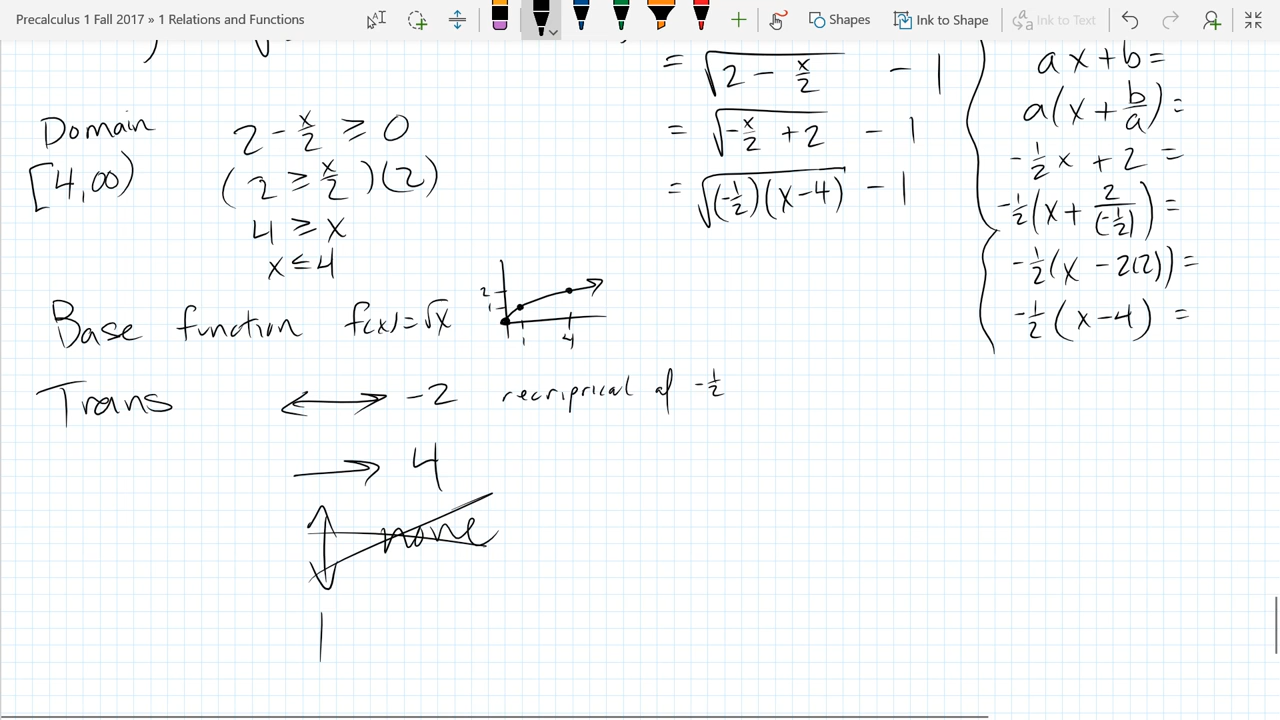 Precalculus 1 Fall 2017 » 1 Relations and Functions
Shapes
Ink to Shape
Ink to Text
Domain
[4,∞)
2 - x/2 ≥ 0
(2 ≥ x/2)(2)
4 ≥ x
x ≤ 4
= √(2 - x/2) - 1
= √(-x/2 + 2) - 1
= √((-1/2)(x-4)) - 1
ax+b=
a(x + b/a)=
-1/2 x + 2 =
-1/2(x + 2/(-1/2)) =
-1/2(x - 2(2)) =
-1/2(x-4) =
Base function f(x)=√x
2
1
1
4
Trans ↔ -2 recriprical of -1/2
→ 4
↕ none